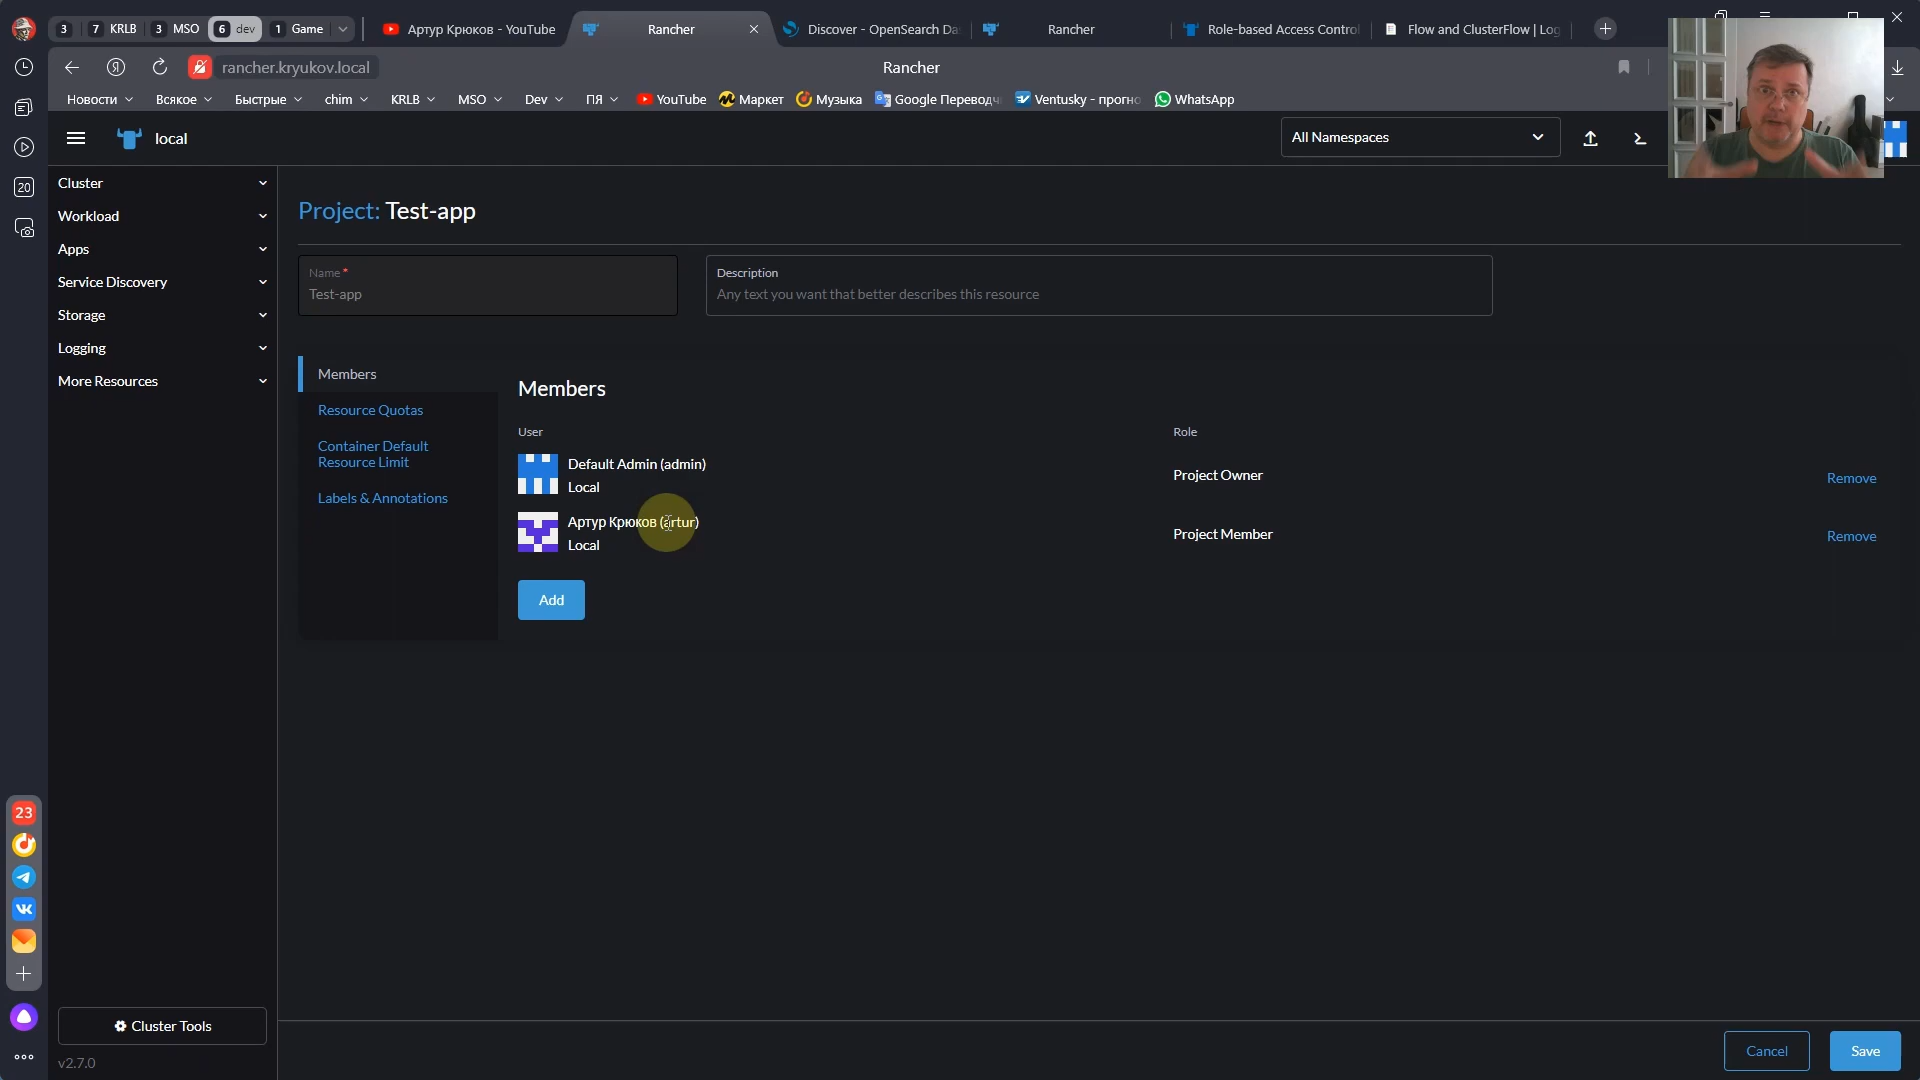 3
7 KRLB
3 MSO
6 dev
1 Game
Артур Крюков - YouTube
Rancher
Discover - OpenSearch Da
Rancher
Role-based Access Control
Flow and ClusterFlow | Log
rancher.kryukov.local
Rancher
Новости
Всякое
Быстрые
chim
KRLB
MSO
Dev
ПЯ
YouTube
Маркет
Музыка
Google Переводч
Ventusky - прогно
WhatsApp
20
local
All Namespaces
Cluster
Workload
Apps
Service Discovery
Storage
Logging
More Resources
Project: Test-app
Name *
Test-app
Description
Any text you want that better describes this resource
Members
Resource Quotas
Container Default
Resource Limit
Labels & Annotations
Members
User
Role
Default Admin (admin)
Local
Project Owner
Remove
Артур Крюков (artur)
Local
Project Member
Remove
Add
23
Cluster Tools
v2.7.0
Cancel
Save